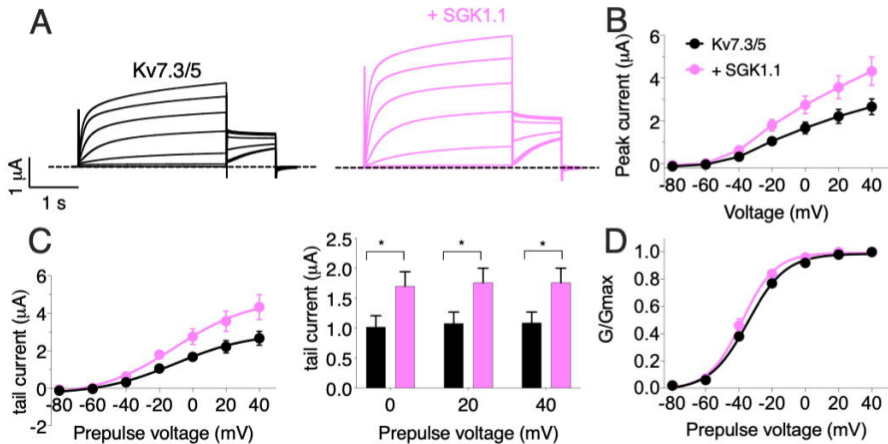 A
+ SGK1.1
Kv7.3/5
1 µA
1 s
B
Peak current (µA)
6
4
2
0
Kv7.3/5
+ SGK1.1
-80 -60 -40 -20 0 20 40
Voltage (mV)
C
tail current (µA)
6
4
2
0
-2
-80 -60 -40 -20 0 20 40
Prepulse voltage (mV)
tail current (µA)
2.5
2.0
1.5
1.0
0.5
0.0
* * *
0 20 40
Prepulse voltage (mV)
D
G/Gmax
1.0
0.8
0.6
0.4
0.2
0.0
-80 -60 -40 -20 0 20 40
Prepulse voltage (mV)